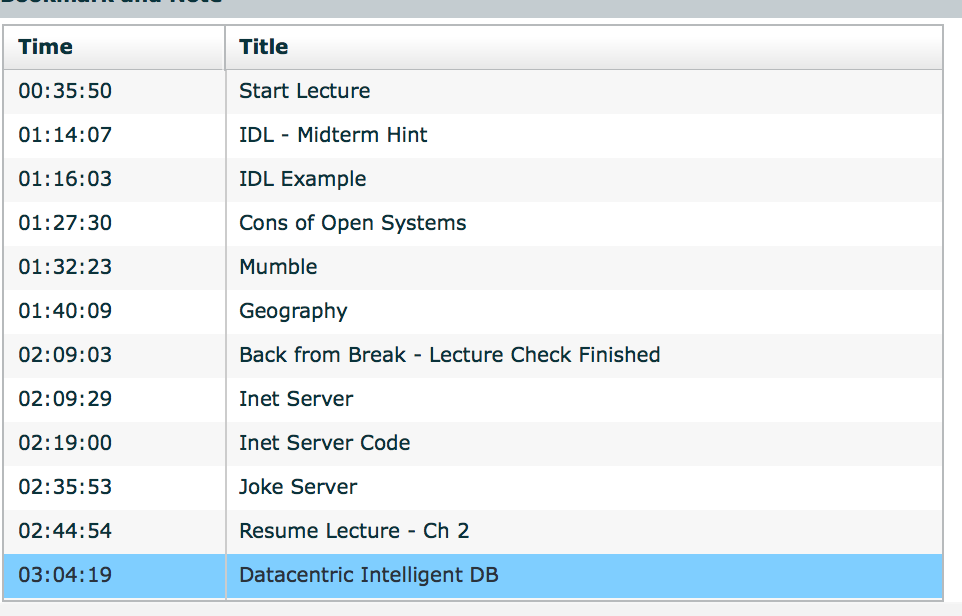 Bookmark and Note
Time Title
00:35:50 Start Lecture
01:14:07 IDL - Midterm Hint
01:16:03 IDL Example
01:27:30 Cons of Open Systems
01:32:23 Mumble
01:40:09 Geography
02:09:03 Back from Break - Lecture Check Finished
02:09:29 Inet Server
02:19:00 Inet Server Code
02:35:53 Joke Server
02:44:54 Resume Lecture - Ch 2
03:04:19 Datacentric Intelligent DB